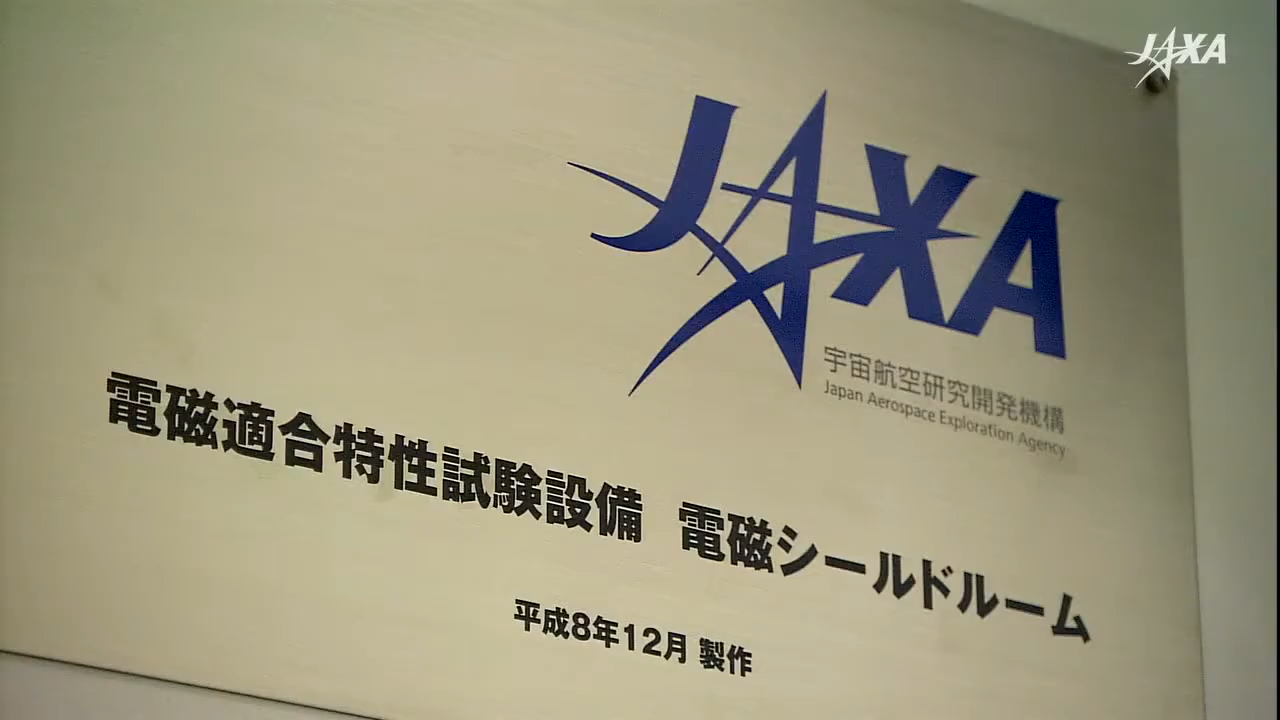 JAXA
JAXA
宇宙航空研究開発機構
Japan Aerospace Exploration Agency
電磁適合特性試験設備 電磁シールドルーム
平成8年12月 製作